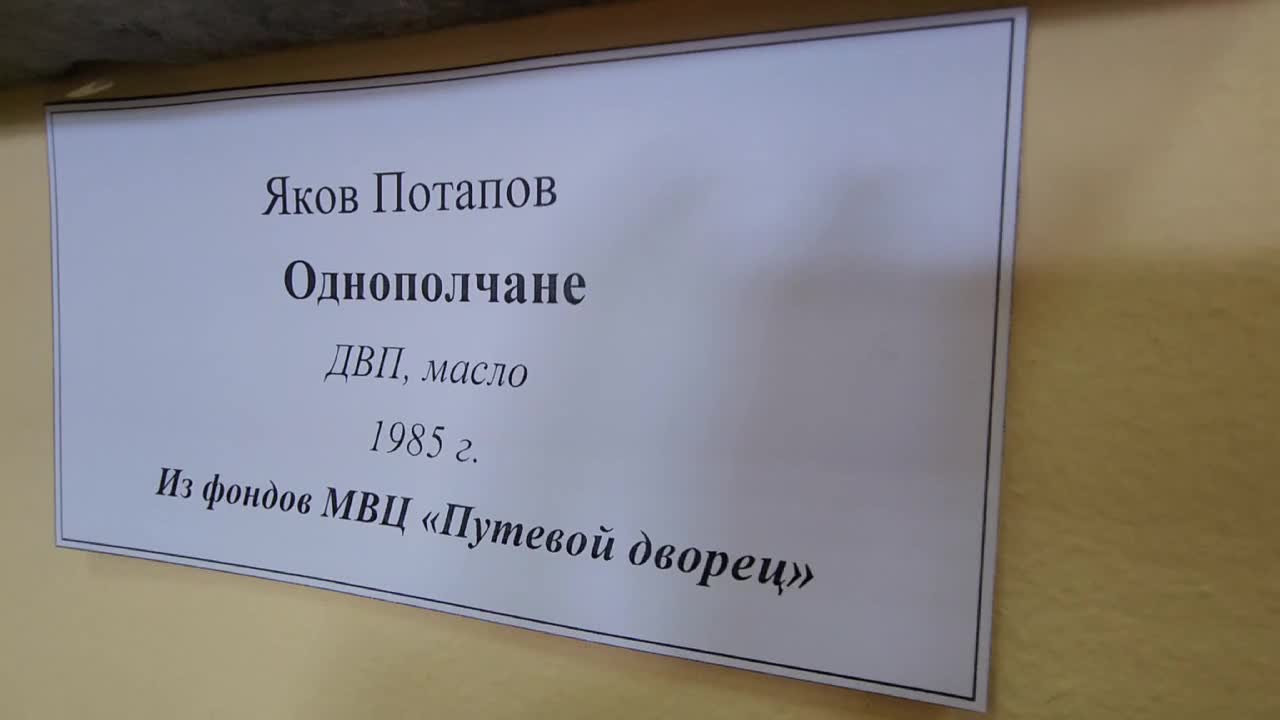 Яков Потапов
Однополчане
ДВП, масло
1985 г.
Из фондов МВЦ «Путевой дворец»